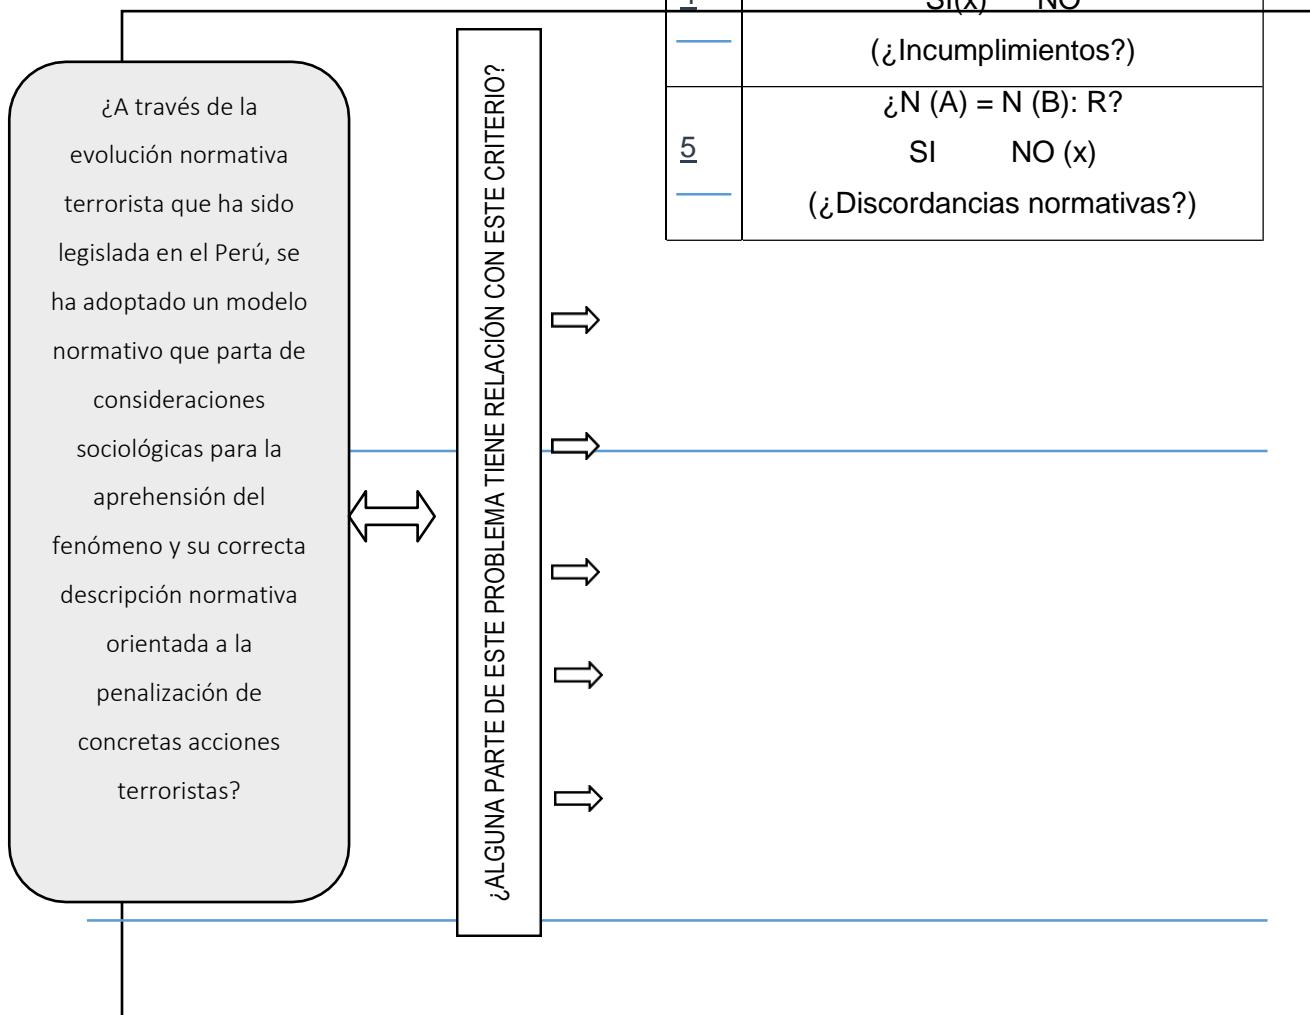 SI(x) NO
(¿Incumplimientos?)
¿N (A) = N (B): R?
5
SI NO (x)
(¿Discordancias normativas?)
¿A través de la
evolución normativa
terrorista que ha sido
legislada en el Perú, se
ha adoptado un modelo
normativo que parta de
consideraciones
sociológicas para la
aprehensión del
fenómeno y su correcta
descripción normativa
orientada a la
penalización de
concretas acciones
terroristas?
¿ALGUNA PARTE DE ESTE PROBLEMA TIENE RELACIÓN CON ESTE CRITERIO?